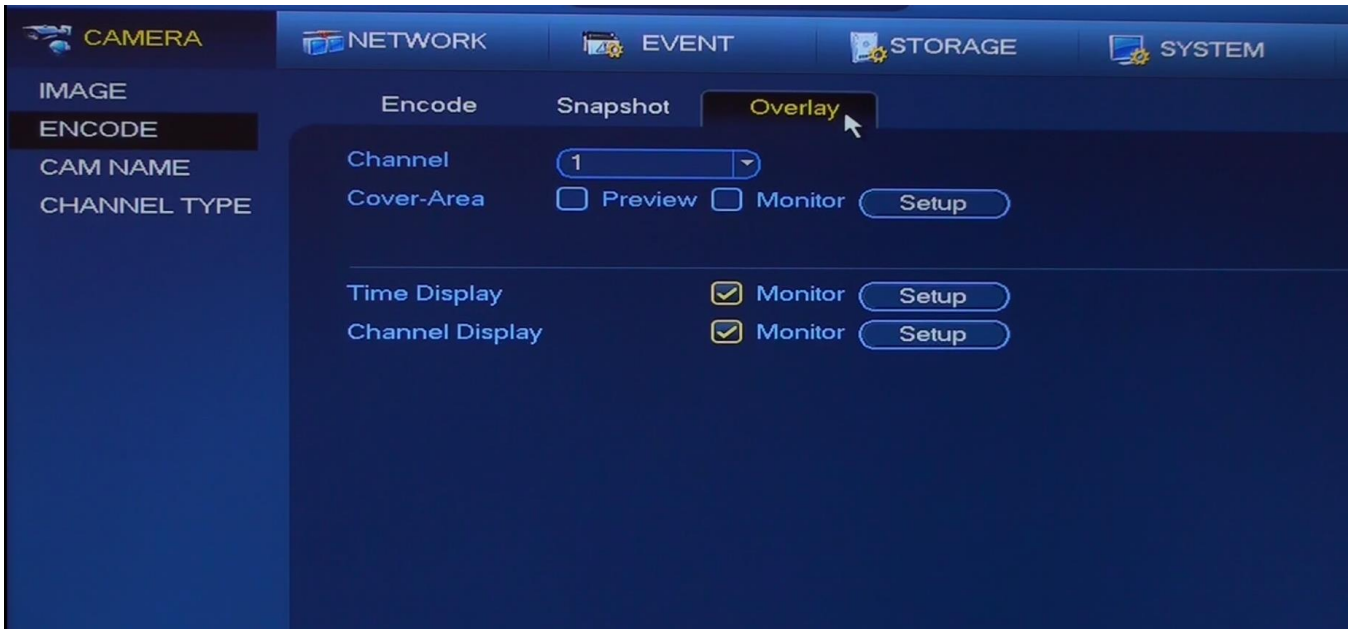 CAMERA NETWORK EVENT STORAGE SYSTEM
IMAGE
ENCODE
CAM NAME
CHANNEL TYPE
Encode Snapshot Overlay
Channel 1
Cover-Area Preview Monitor Setup
Time Display Monitor Setup
Channel Display Monitor Setup